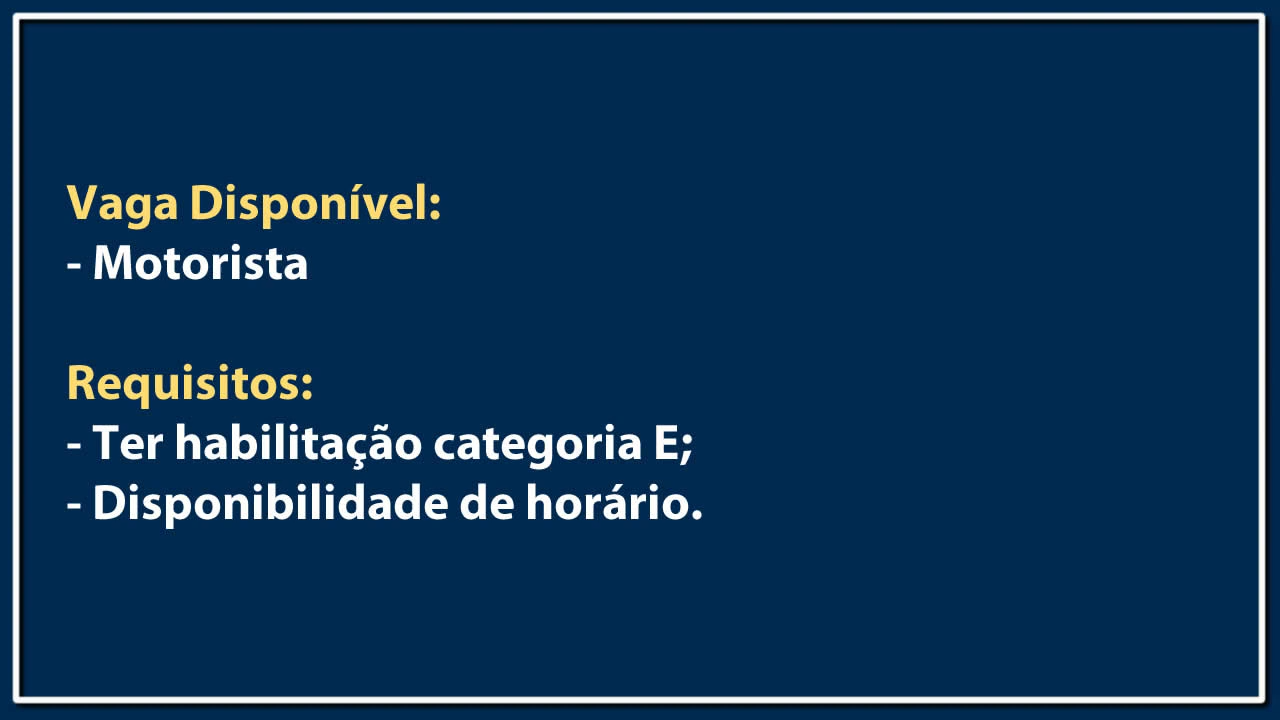 Vaga Disponível:
- Motorista
Requisitos:
- Ter habilitação categoria E;
- Disponibilidade de horário.